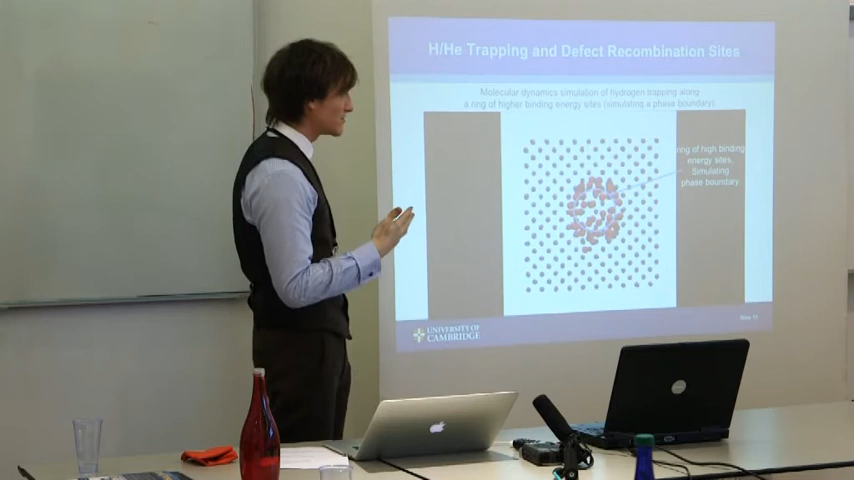 H/He Trapping and Defect Recombination Sites
Molecular dynamics simulation of hydrogen trapping along
a ring of higher binding energy sites (simulating a phase boundary)
ring of high binding
energy sites,
Simulating
phase boundary
UNIVERSITY OF
CAMBRIDGE